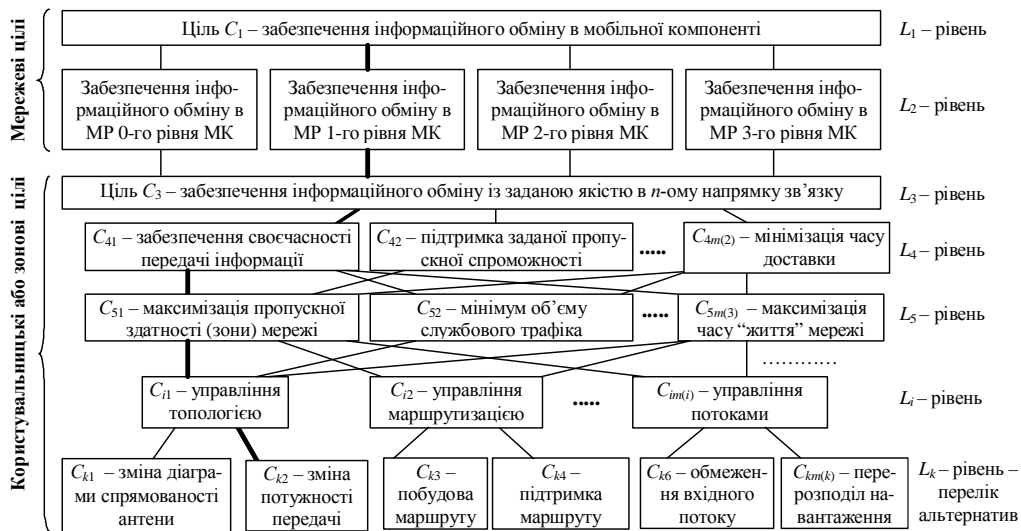 Мережеві цілі
Ціль C1 – забезпечення інформаційного обміну в мобільної компоненті
L1 – рівень
Забезпечення інфо-
рмаційного обміну в
МР 0-го рівня МК
Забезпечення інфо-
рмаційного обміну в
МР 1-го рівня МК
Забезпечення інфо-
рмаційного обміну в
МР 2-го рівня МК
Забезпечення інфо-
рмаційного обміну в
МР 3-го рівня МК
L2 – рівень
Користувальницькі або зонові цілі
Ціль C3 – забезпечення інформаційного обміну із заданою якістю в n-ому напрямку зв’язку
L3 – рівень
C41 – забезпечення своєчасності
передачі інформації
C42 – підтримка заданої пропу-
скної спроможності
.....
C4m(2) – мінімізація часу
доставки
L4 – рівень
C51 – максимізація пропускної
здатності (зони) мережі
C52 – мінімум об’єму
службового трафіка
.....
C5m(3) – максимізація
часу “життя” мережі
L5 – рівень
............
Ci1 – управління
топологією
Ci2 – управління
маршрутизацією
.....
Cim(i) – управління
потоками
Li – рівень
Ck1 – зміна діагра-
ми спрямованості
антени
Ck2 – зміна
потужності
передачі
Ck3 –
побудова
маршруту
Ck4 –
підтримка
маршруту
Ck6 – обмежен-
ня вхідного
потоку
Ckm(k) – пере-
розподіл на-
вантаження
Lk – рівень –
перелік
альтернатив